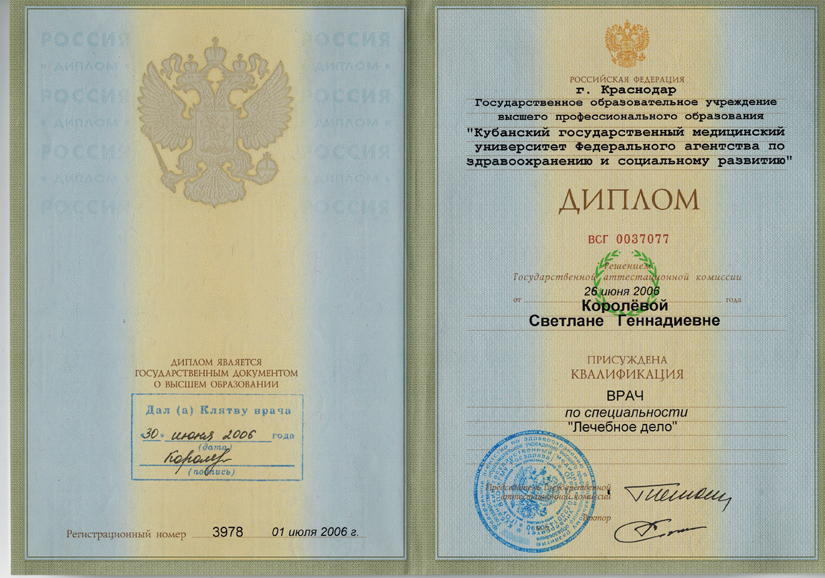 РОССИЯ РОССИЯ
• ДИПЛОМ • • ДИПЛОМ •
РОССИЯ РОССИЯ
• ДИПЛОМ • • ДИПЛОМ •
РОССИЯ РОССИЯ
• ДИПЛОМ • • ДИПЛОМ •
РОССИЯ РОССИЯ
ДИПЛОМ ЯВЛЯЕТСЯ
ГОСУДАРСТВЕННЫМ ДОКУМЕНТОМ
О ВЫСШЕМ ОБРАЗОВАНИИ
Дал (а) Клятву врача
„30“ июня 2006 года
(дата)
Королёв
(подпись)
Регистрационный номер 3978 01 июля 2006 г.
РОССИЙСКАЯ ФЕДЕРАЦИЯ
г. Краснодар
Государственное образовательное учреждение
высшего профессионального образования
"Кубанский государственный медицинский
университет Федерального агентства по
здравоохранению и социальному развитию"
ДИПЛОМ
ВСГ 0037077
Решением
Государственной аттестационной комиссии
26 июня 2006
от года
Королёвой
Светлане Геннадиевне
ПРИСУЖДЕНА
КВАЛИФИКАЦИЯ
ВРАЧ
по специальности
"Лечебное дело"
Председатель Государственной
аттестационной комиссии
Ректор